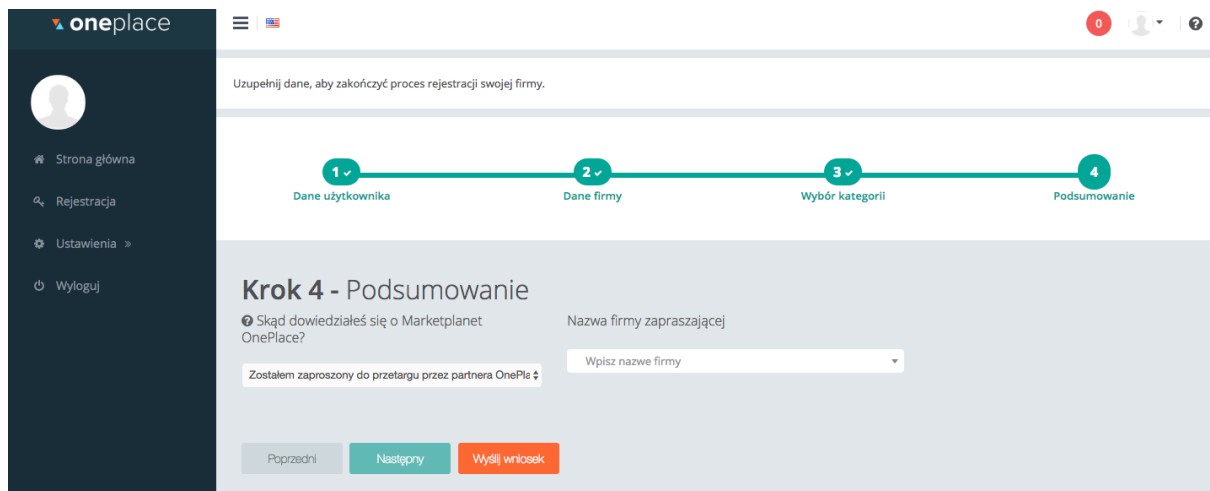 oneplace
0
Uzupełnij dane, aby zakończyć proces rejestracji swojej firmy.
Strona główna
Rejestracja
Ustawienia »
Wyloguj
1
2
3
4
Dane użytkownika
Dane firmy
Wybór kategorii
Podsumowanie
Krok 4 - Podsumowanie
Skąd dowiedziałeś się o Marketplanet
OnePlace?
Nazwa firmy zapraszającej
Zostałem zaproszony do przetargu przez partnera OnePla
Wpisz nazwe firmy
Poprzedni
Następny
Wyślij wniosek